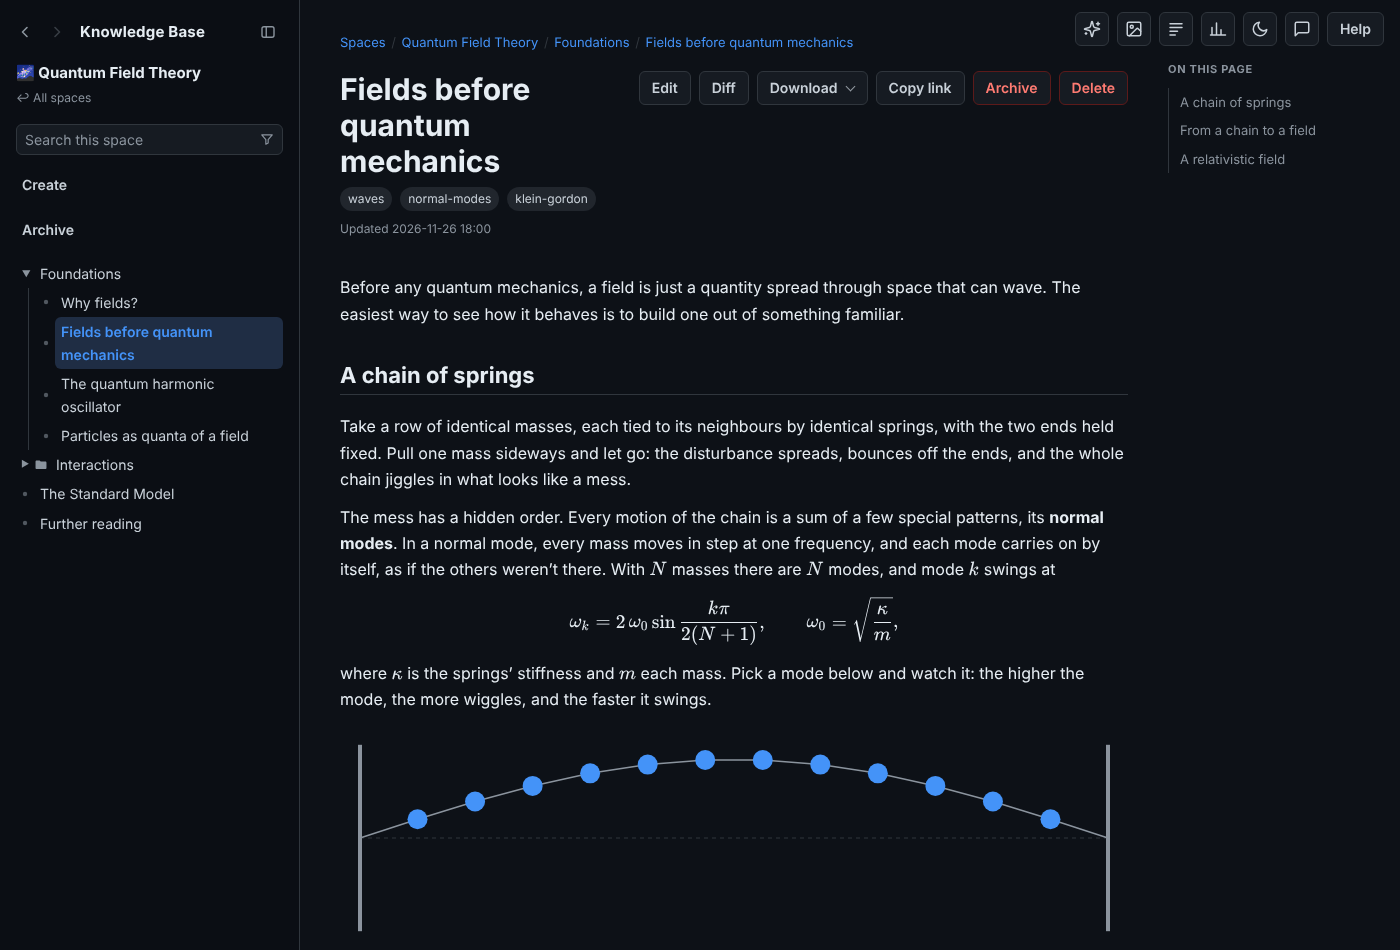 Knowledge Base
Quantum Field Theory
All spaces
Search this space
Create
Archive
Foundations
Why fields?
Fields before quantum
mechanics
The quantum harmonic
oscillator
Particles as quanta of a field
Interactions
The Standard Model
Further reading
Help
Spaces / Quantum Field Theory / Foundations / Fields before quantum mechanics
Fields before
quantum
mechanics
Edit
Diff
Download
Copy link
Archive
Delete
waves
normal-modes
klein-gordon
Updated 2026-11-26 18:00
Before any quantum mechanics, a field is just a quantity spread through space that can wave. The
easiest way to see how it behaves is to build one out of something familiar.
A chain of springs
Take a row of identical masses, each tied to its neighbours by identical springs, with the two ends held
fixed. Pull one mass sideways and let go: the disturbance spreads, bounces off the ends, and the whole
chain jiggles in what looks like a mess.
The mess has a hidden order. Every motion of the chain is a sum of a few special patterns, its normal
modes. In a normal mode, every mass moves in step at one frequency, and each mode carries on by
itself, as if the others weren’t there. With N masses there are N modes, and mode k swings at
ω_k = 2 ω_0 sin kπ / 2(N + 1), ω_0 = √(κ/m),
where κ is the springs’ stiffness and m each mass. Pick a mode below and watch it: the higher the
mode, the more wiggles, and the faster it swings.
ON THIS PAGE
A chain of springs
From a chain to a field
A relativistic field